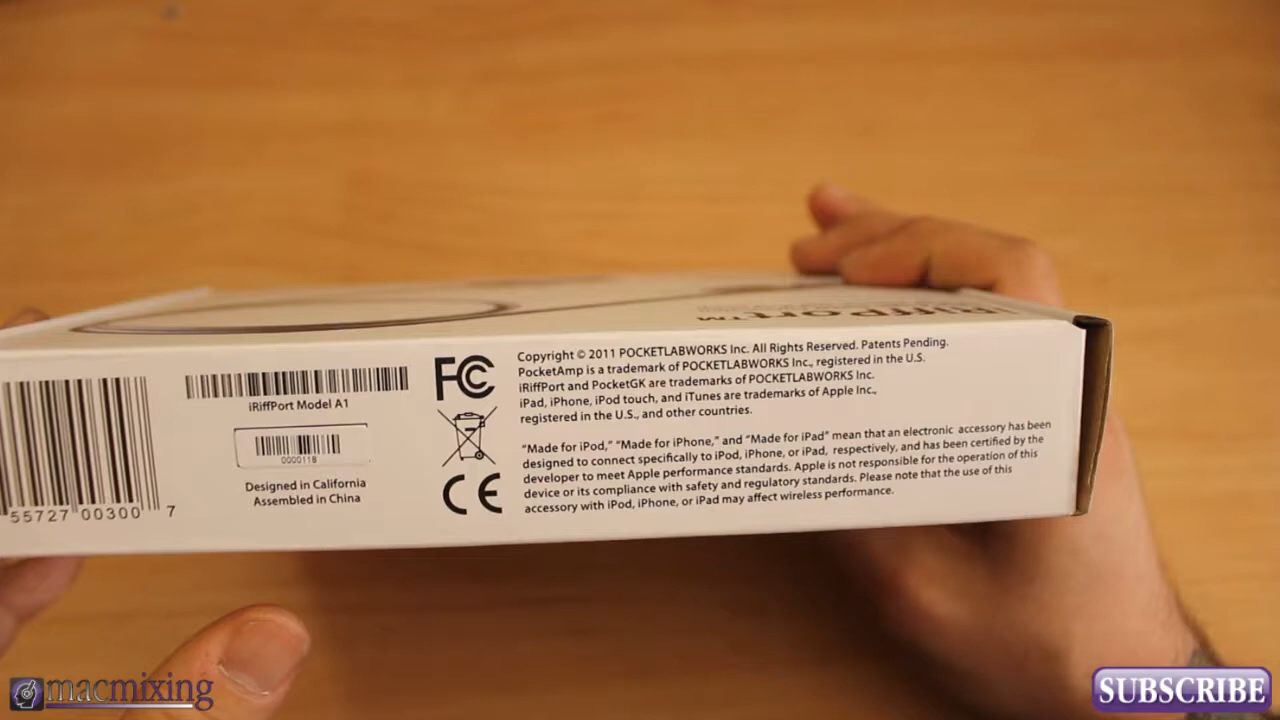 iRiffPort™
55727 00300 7
iRiffPort Model A1
0000118
Designed in California
Assembled in China
FC
CE
Copyright © 2011 POCKETLABWORKS Inc. All Rights Reserved. Patents Pending.
PocketAmp is a trademark of POCKETLABWORKS Inc., registered in the U.S.
iRiffPort and PocketGK are trademarks of POCKETLABWORKS Inc.
iPad, iPhone, iPod touch, and iTunes are trademarks of Apple Inc.,
registered in the U.S., and other countries.
“Made for iPod,” “Made for iPhone,” and “Made for iPad” mean that an electronic accessory has been
designed to connect specifically to iPod, iPhone, or iPad, respectively, and has been certified by the
developer to meet Apple performance standards. Apple is not responsible for the operation of this
device or its compliance with safety and regulatory standards. Please note that the use of this
accessory with iPod, iPhone, or iPad may affect wireless performance.
macmixing
SUBSCRIBE